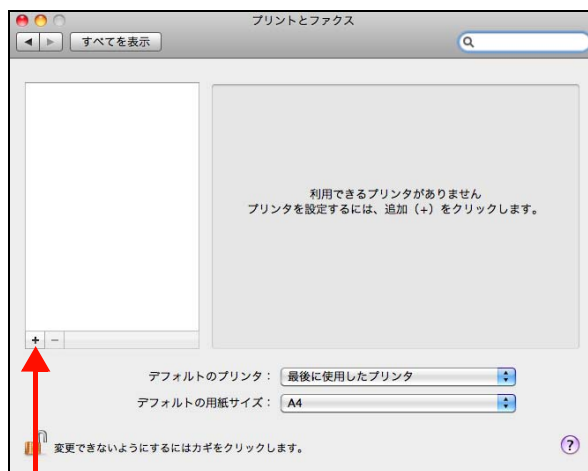 プリントとファクス
すべてを表示
利用できるプリンタがありません
プリンタを設定するには、追加（+）をクリックします。
+ −
デフォルトのプリンタ： 最後に使用したプリンタ
デフォルトの用紙サイズ： A4
変更できないようにするにはカギをクリックします。
?